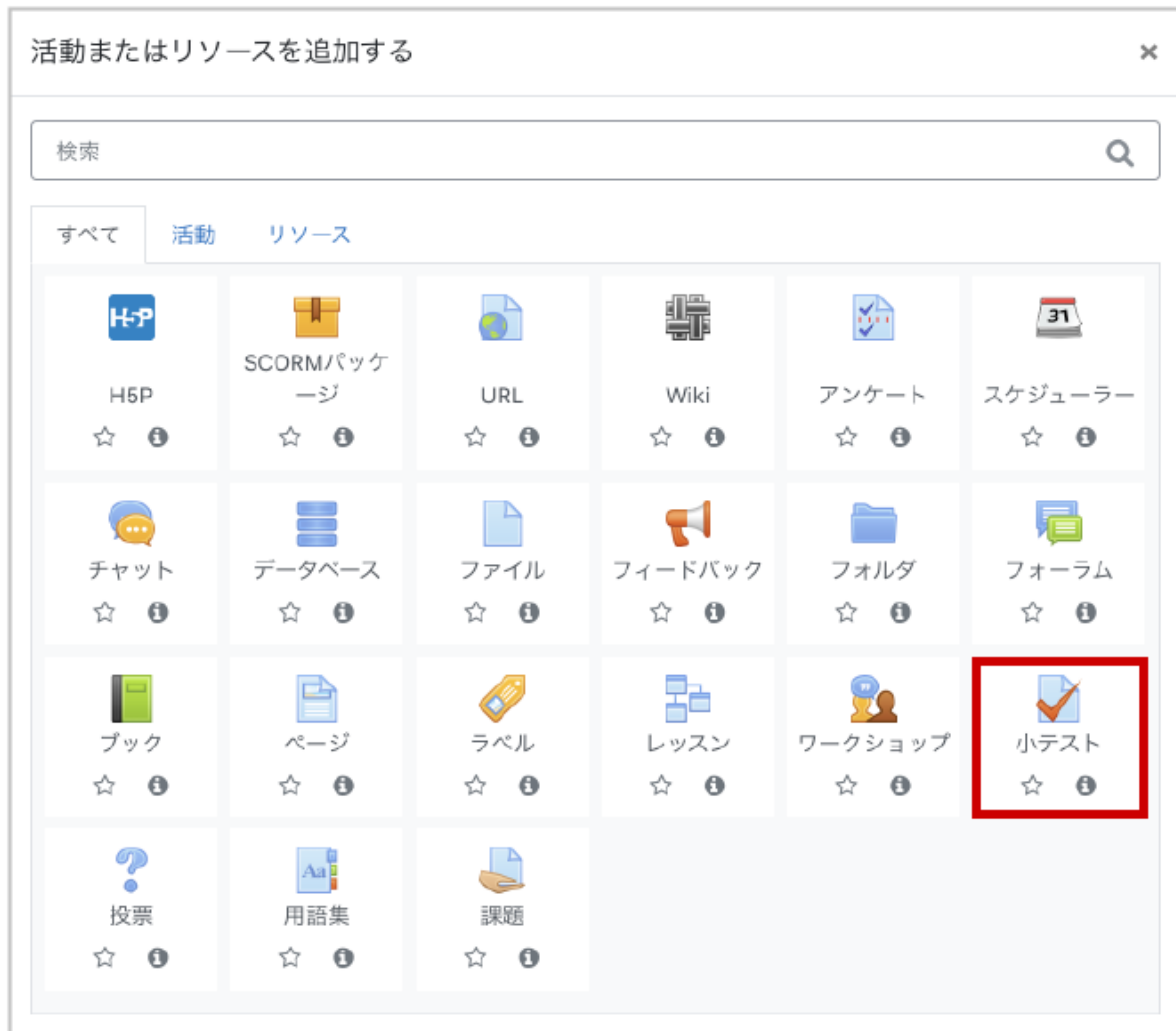 活動またはリソースを追加する ×
検索
すべて 活動 リソース
H5P
SCORMパッケ
ージ
URL
Wiki
アンケート
31
スケジューラー
チャット
データベース
ファイル
フィードバック
フォルダ
フォーラム
ブック
ページ
ラベル
レッスン
ワークショップ
小テスト
投票
Aa
用語集
課題